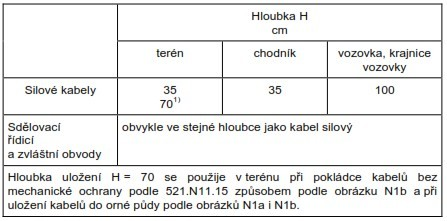 Hloubka H
cm
terén chodník vozovka, krajnice
vozovky
Silové kabely 35 35 100
70¹⁾
Sdělovací obvykle ve stejné hloubce jako kabel silový
řídicí
a zvláštní obvody
Hloubka uložení H = 70 se použije v terénu při pokládce kabelů bez
mechanické ochrany podle 521.N11.15 způsobem podle obrázku N1b a při
uložení kabelů do orné půdy podle obrázků N1a i N1b.